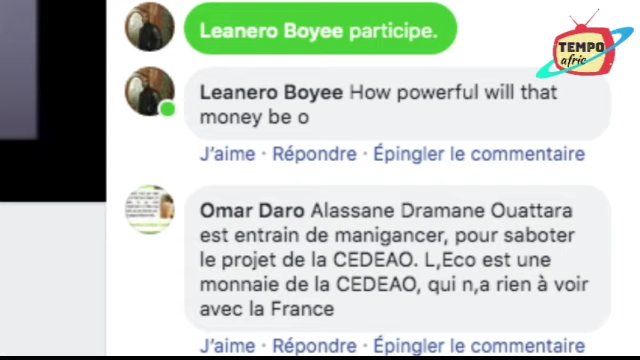 Leanero Boyee participe.
TEMPO
afric
Leanero Boyee How powerful will that
money be o
J'aime · Répondre · Épingler le commentaire
Omar Daro Alassane Dramane Ouattara
est entrain de manigancer, pour saboter
le projet de la CEDEAO. L,Eco est une
monnaie de la CEDEAO, qui n,a rien à voir
avec la France
J'aime · Répondre · Épingler le commentaire